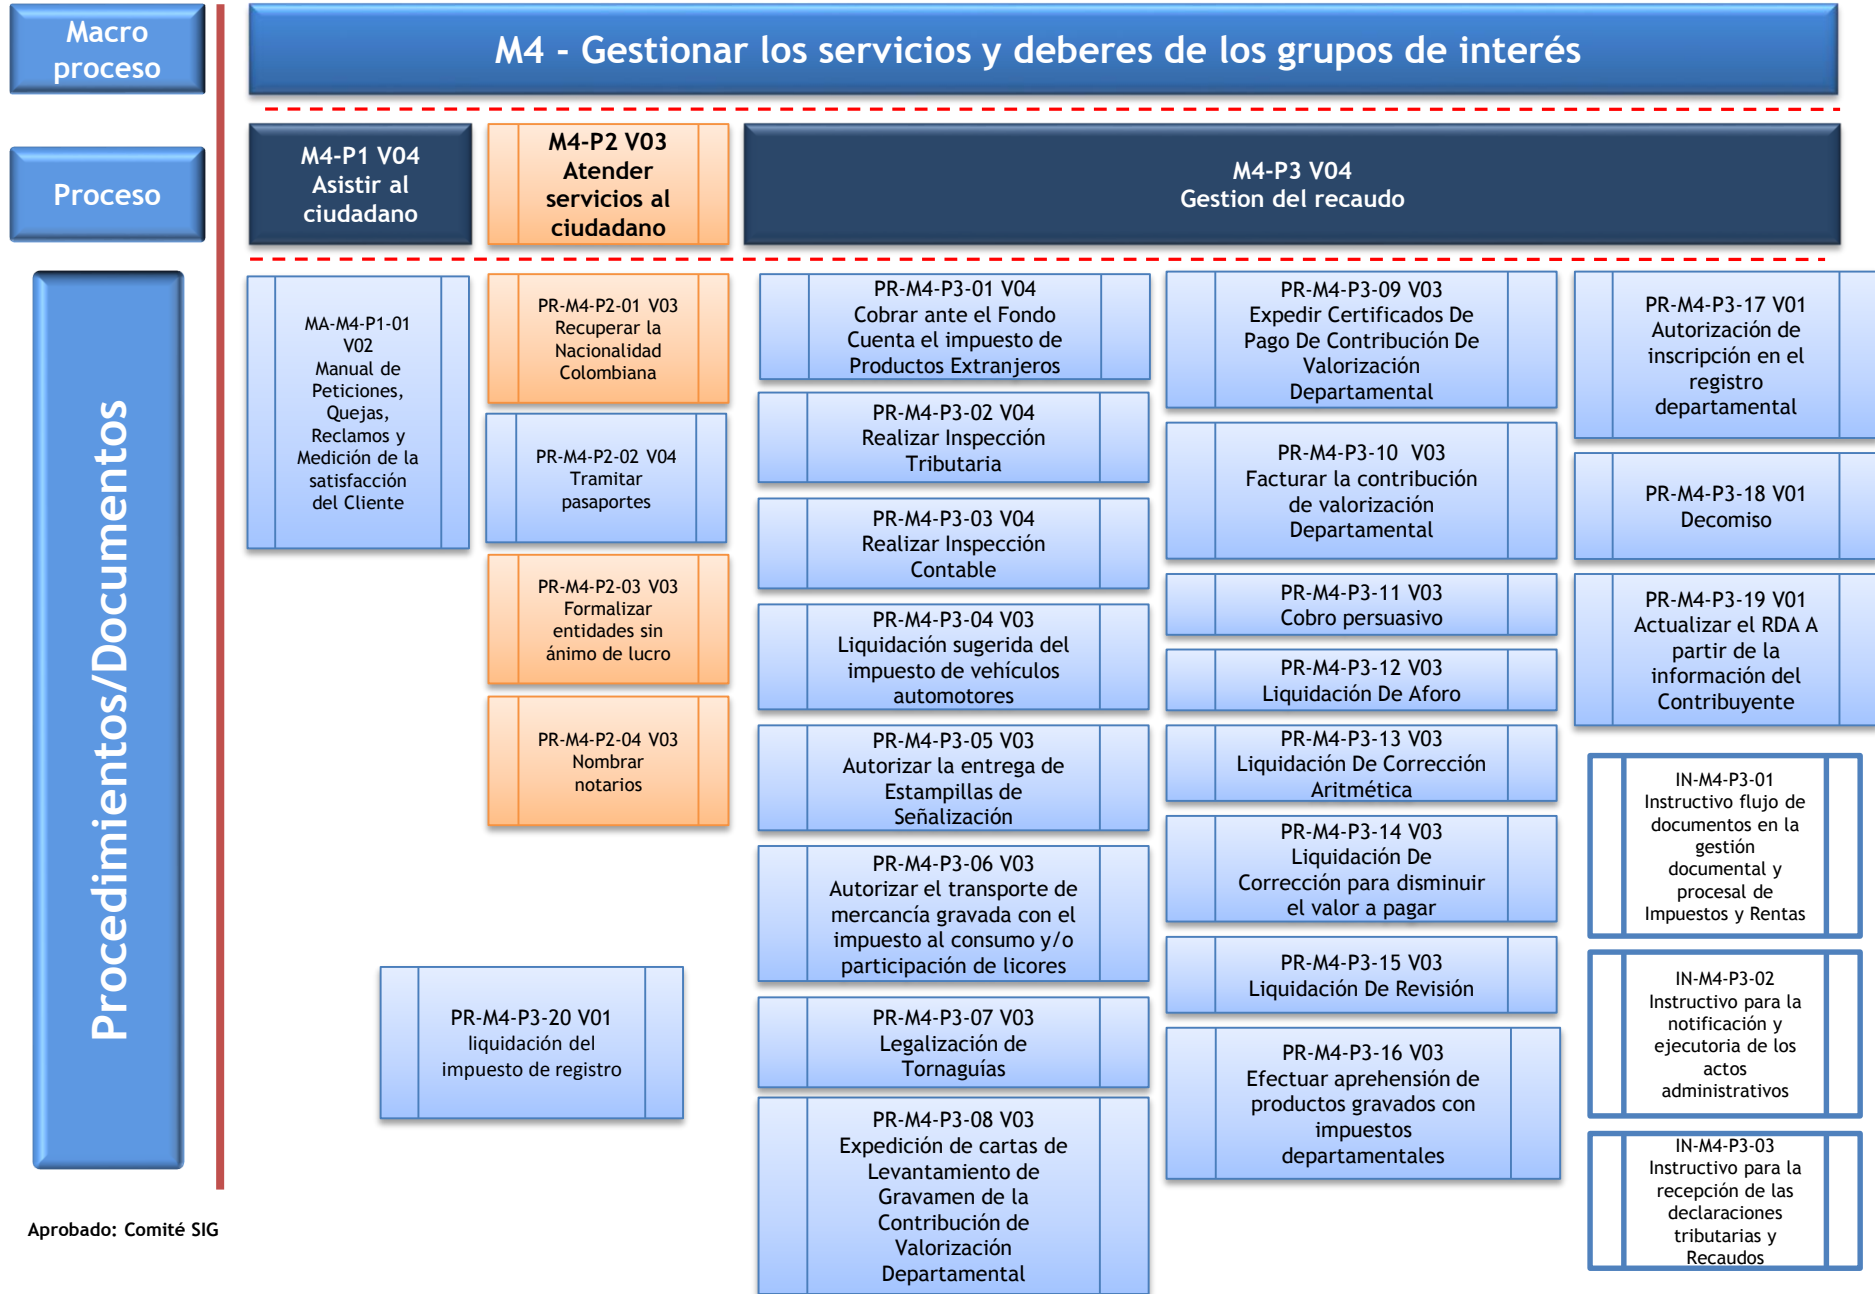 Macro
proceso
M4 - Gestionar los servicios y deberes de los grupos de interés
Proceso
M4-P1 V04
Asistir al
ciudadano
M4-P2 V03
Atender
servicios al
ciudadano
M4-P3 V04
Gestion del recaudo
Procedimientos/Documentos
MA-M4-P1-01
V02
Manual de
Peticiones,
Quejas,
Reclamos y
Medición de la
satisfacción
del Cliente
PR-M4-P2-01 V03
Recuperar la
Nacionalidad
Colombiana
PR-M4-P2-02 V04
Tramitar
pasaportes
PR-M4-P2-03 V03
Formalizar
entidades sin
ánimo de lucro
PR-M4-P2-04 V03
Nombrar
notarios
PR-M4-P3-20 V01
liquidación del
impuesto de registro
PR-M4-P3-01 V04
Cobrar ante el Fondo
Cuenta el impuesto de
Productos Extranjeros
PR-M4-P3-02 V04
Realizar Inspección
Tributaria
PR-M4-P3-03 V04
Realizar Inspección
Contable
PR-M4-P3-04 V03
Liquidación sugerida del
impuesto de vehículos
automotores
PR-M4-P3-05 V03
Autorizar la entrega de
Estampillas de
Señalización
PR-M4-P3-06 V03
Autorizar el transporte de
mercancía gravada con el
impuesto al consumo y/o
participación de licores
PR-M4-P3-07 V03
Legalización de
Tornaguías
PR-M4-P3-08 V03
Expedición de cartas de
Levantamiento de
Gravamen de la
Contribución de
Valorización
Departamental
PR-M4-P3-09 V03
Expedir Certificados De
Pago De Contribución De
Valorización
Departamental
PR-M4-P3-10 V03
Facturar la contribución
de valorización
Departamental
PR-M4-P3-11 V03
Cobro persuasivo
PR-M4-P3-12 V03
Liquidación De Aforo
PR-M4-P3-13 V03
Liquidación De Corrección
Aritmética
PR-M4-P3-14 V03
Liquidación De
Corrección para disminuir
el valor a pagar
PR-M4-P3-15 V03
Liquidación De Revisión
PR-M4-P3-16 V03
Efectuar aprehensión de
productos gravados con
impuestos
departamentales
PR-M4-P3-17 V01
Autorización de
inscripción en el
registro
departamental
PR-M4-P3-18 V01
Decomiso
PR-M4-P3-19 V01
Actualizar el RDA A
partir de la
información del
Contribuyente
IN-M4-P3-01
Instructivo flujo de
documentos en la
gestión
documental y
procesal de
Impuestos y Rentas
IN-M4-P3-02
Instructivo para la
notificación y
ejecutoria de los
actos
administrativos
IN-M4-P3-03
Instructivo para la
recepción de las
declaraciones
tributarias y
Recaudos
Aprobado: Comité SIG